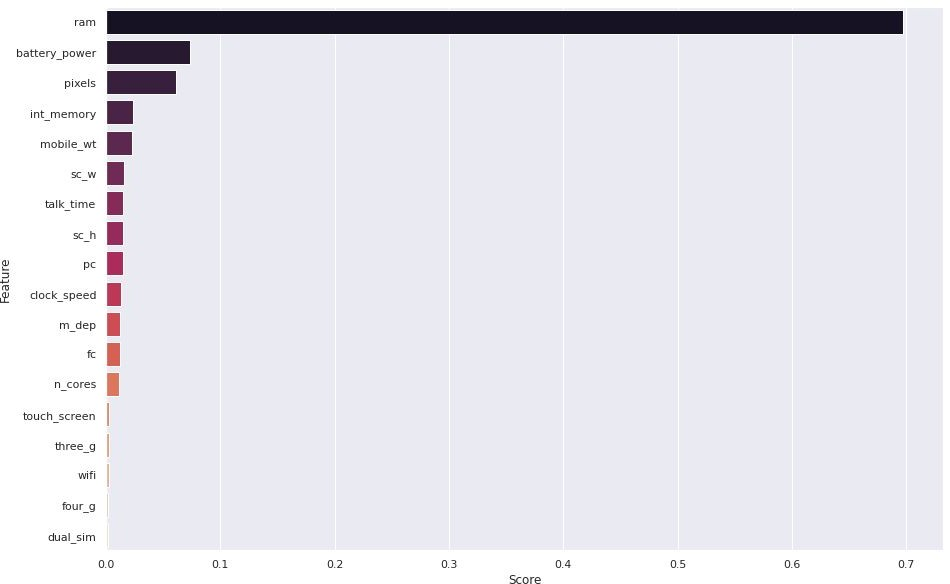 ram
battery_power
pixels
int_memory
mobile_wt
sc_w
talk_time
sc_h
pc
clock_speed
m_dep
fc
n_cores
touch_screen
three_g
wifi
four_g
dual_sim
Feature
0.0 0.1 0.2 0.3 0.4 0.5 0.6 0.7
Score